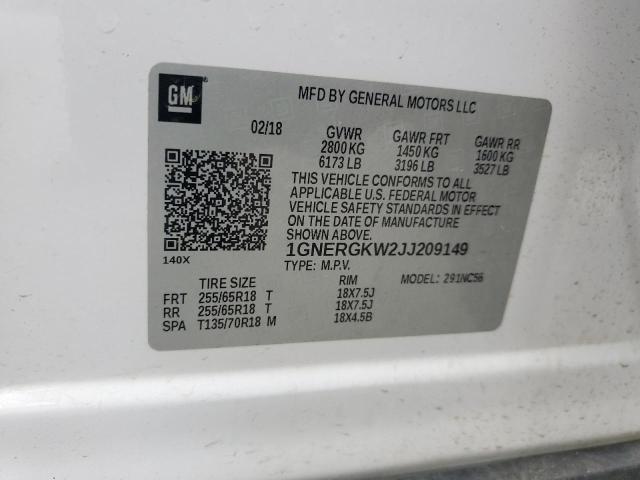 GM
MFD BY GENERAL MOTORS LLC
02/18 GVWR GAWR FRT GAWR RR
2800 KG 1450 KG 1600 KG
6173 LB 3196 LB 3527 LB
THIS VEHICLE CONFORMS TO ALL
APPLICABLE U.S. FEDERAL MOTOR
VEHICLE SAFETY STANDARDS IN EFFECT
ON THE DATE OF MANUFACTURE
SHOWN ABOVE.
140X
1GNERGKW2JJ209149
TYPE: M.P.V. MODEL: 291NC56
TIRE SIZE RIM
FRT 255/65R18 T 18X7.5J
RR 255/65R18 T 18X7.5J
SPA T135/70R18 M 18X4.5B